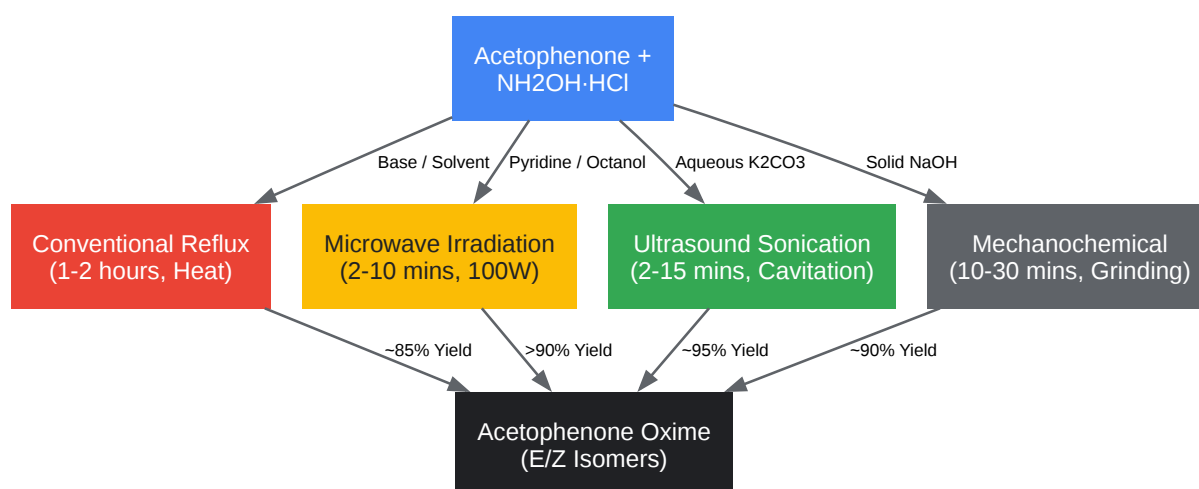 Acetophenone +
NH2OH·HCl
Base / Solvent
Pyridine / Octanol
Aqueous K2CO3
Solid NaOH
Conventional Reflux
(1-2 hours, Heat)
Microwave Irradiation
(2-10 mins, 100W)
Ultrasound Sonication
(2-15 mins, Cavitation)
Mechanochemical
(10-30 mins, Grinding)
~85% Yield
>90% Yield
~95% Yield
~90% Yield
Acetophenone Oxime
(E/Z Isomers)